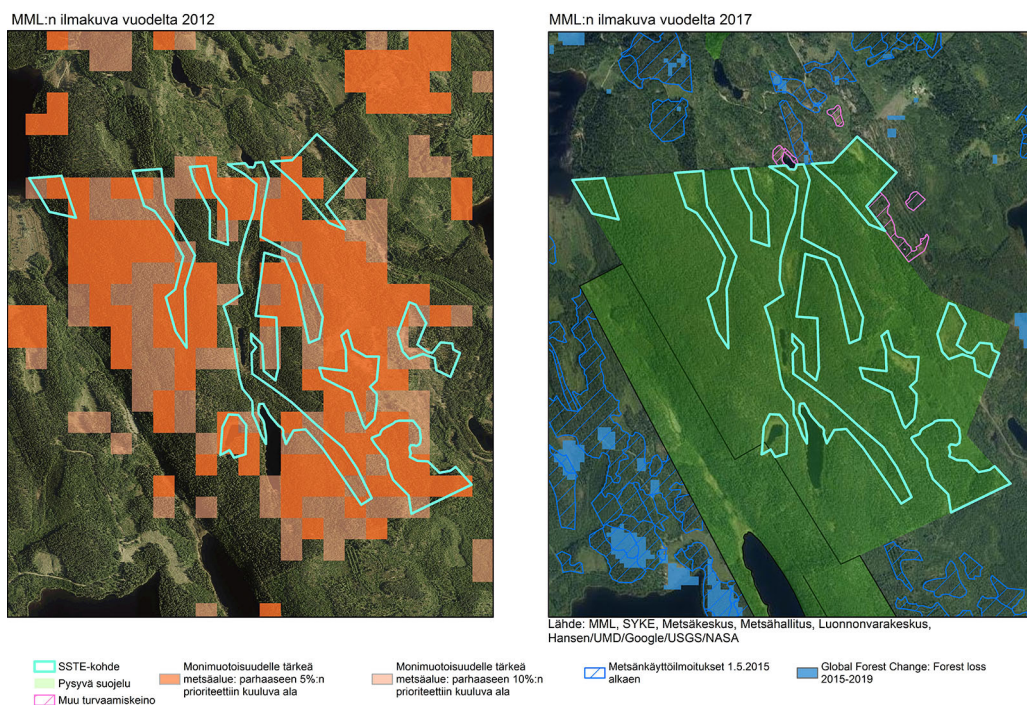 MML:n ilmakuva vuodelta 2012
MML:n ilmakuva vuodelta 2017
Lähde: MML, SYKE, Metsäkeskus, Metsähallitus, Luonnonvarakeskus,
Hansen/UMD/Google/USGS/NASA
SSTE-kohde
Pysyvä suojelu
Muu turvaamiskeino
Monimuotoisuudelle tärkeä
metsäalue: parhaaseen 5%:n
prioriteettiin kuuluva ala
Monimuotoisuudelle tärkeä
metsäalue: parhaaseen 10%:n
prioriteettiin kuuluva ala
Metsänkäyttöilmoitukset 1.5.2015
alkaen
Global Forest Change: Forest loss
2015-2019